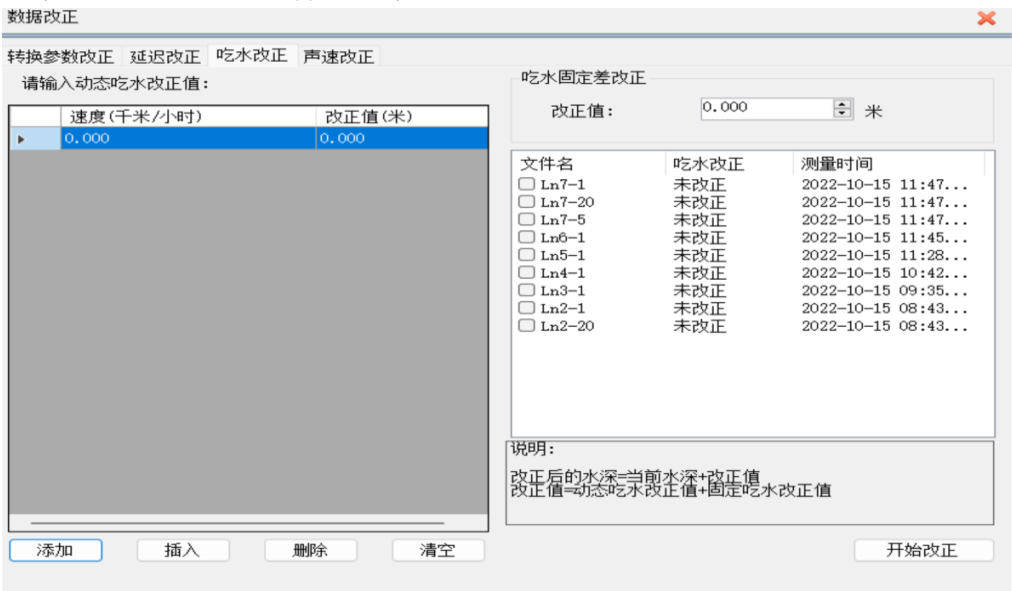 数据改正
转换参数改正 延迟改正 吃水改正 声速改正
请输入动态吃水改正值:
速度(千米/小时) 改正值(米)
0.000 0.000
吃水固定差改正
改正值: 0.000 米
文件名 吃水改正 测量时间
Ln7-1 未改正 2022-10-15 11:47...
Ln7-20 未改正 2022-10-15 11:47...
Ln7-5 未改正 2022-10-15 11:47...
Ln6-1 未改正 2022-10-15 11:45...
Ln5-1 未改正 2022-10-15 11:28...
Ln4-1 未改正 2022-10-15 10:42...
Ln3-1 未改正 2022-10-15 09:35...
Ln2-1 未改正 2022-10-15 08:43...
Ln2-20 未改正 2022-10-15 08:43...
说明:
改正后的水深=当前水深+改正值
改正值=动态吃水改正值+固定吃水改正值
添加 插入 删除 清空 开始改正